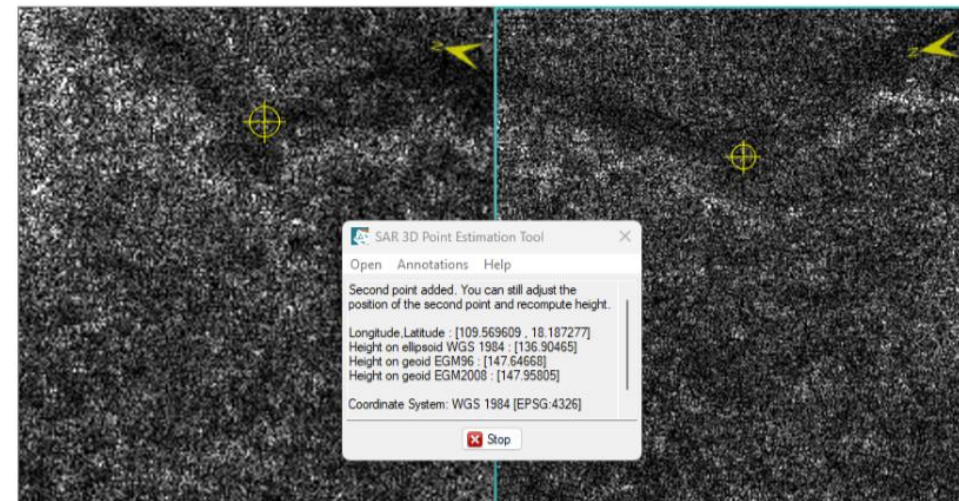 N
N
SAR 3D Point Estimation Tool
Open Annotations Help
Second point added. You can still adjust the
position of the second point and recompute height.
Longitude,Latitude : [109.569609 , 18.187277]
Height on ellipsoid WGS 1984 : [136.90465]
Height on geoid EGM96 : [147.64668]
Height on geoid EGM2008 : [147.95805]
Coordinate System: WGS 1984 [EPSG:4326]
Stop